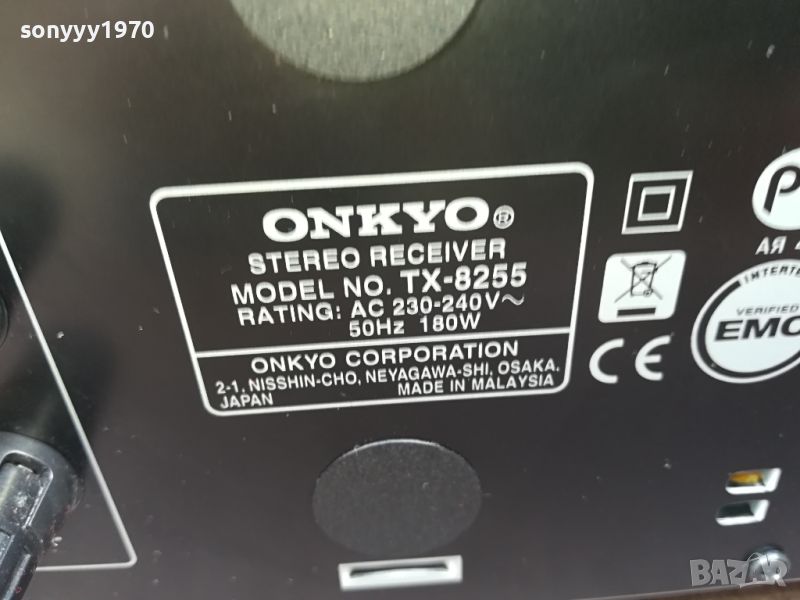 sonyyy1970
ONKYO®
STEREO RECEIVER
MODEL NO. TX-8255
RATING: AC 230-240V~
50Hz 180W
ONKYO CORPORATION
2-1, NISSHIN-CHO, NEYAGAWA-SHI, OSAKA,
JAPAN MADE IN MALAYSIA
CE
VERIFIED
EMC
BAZAR